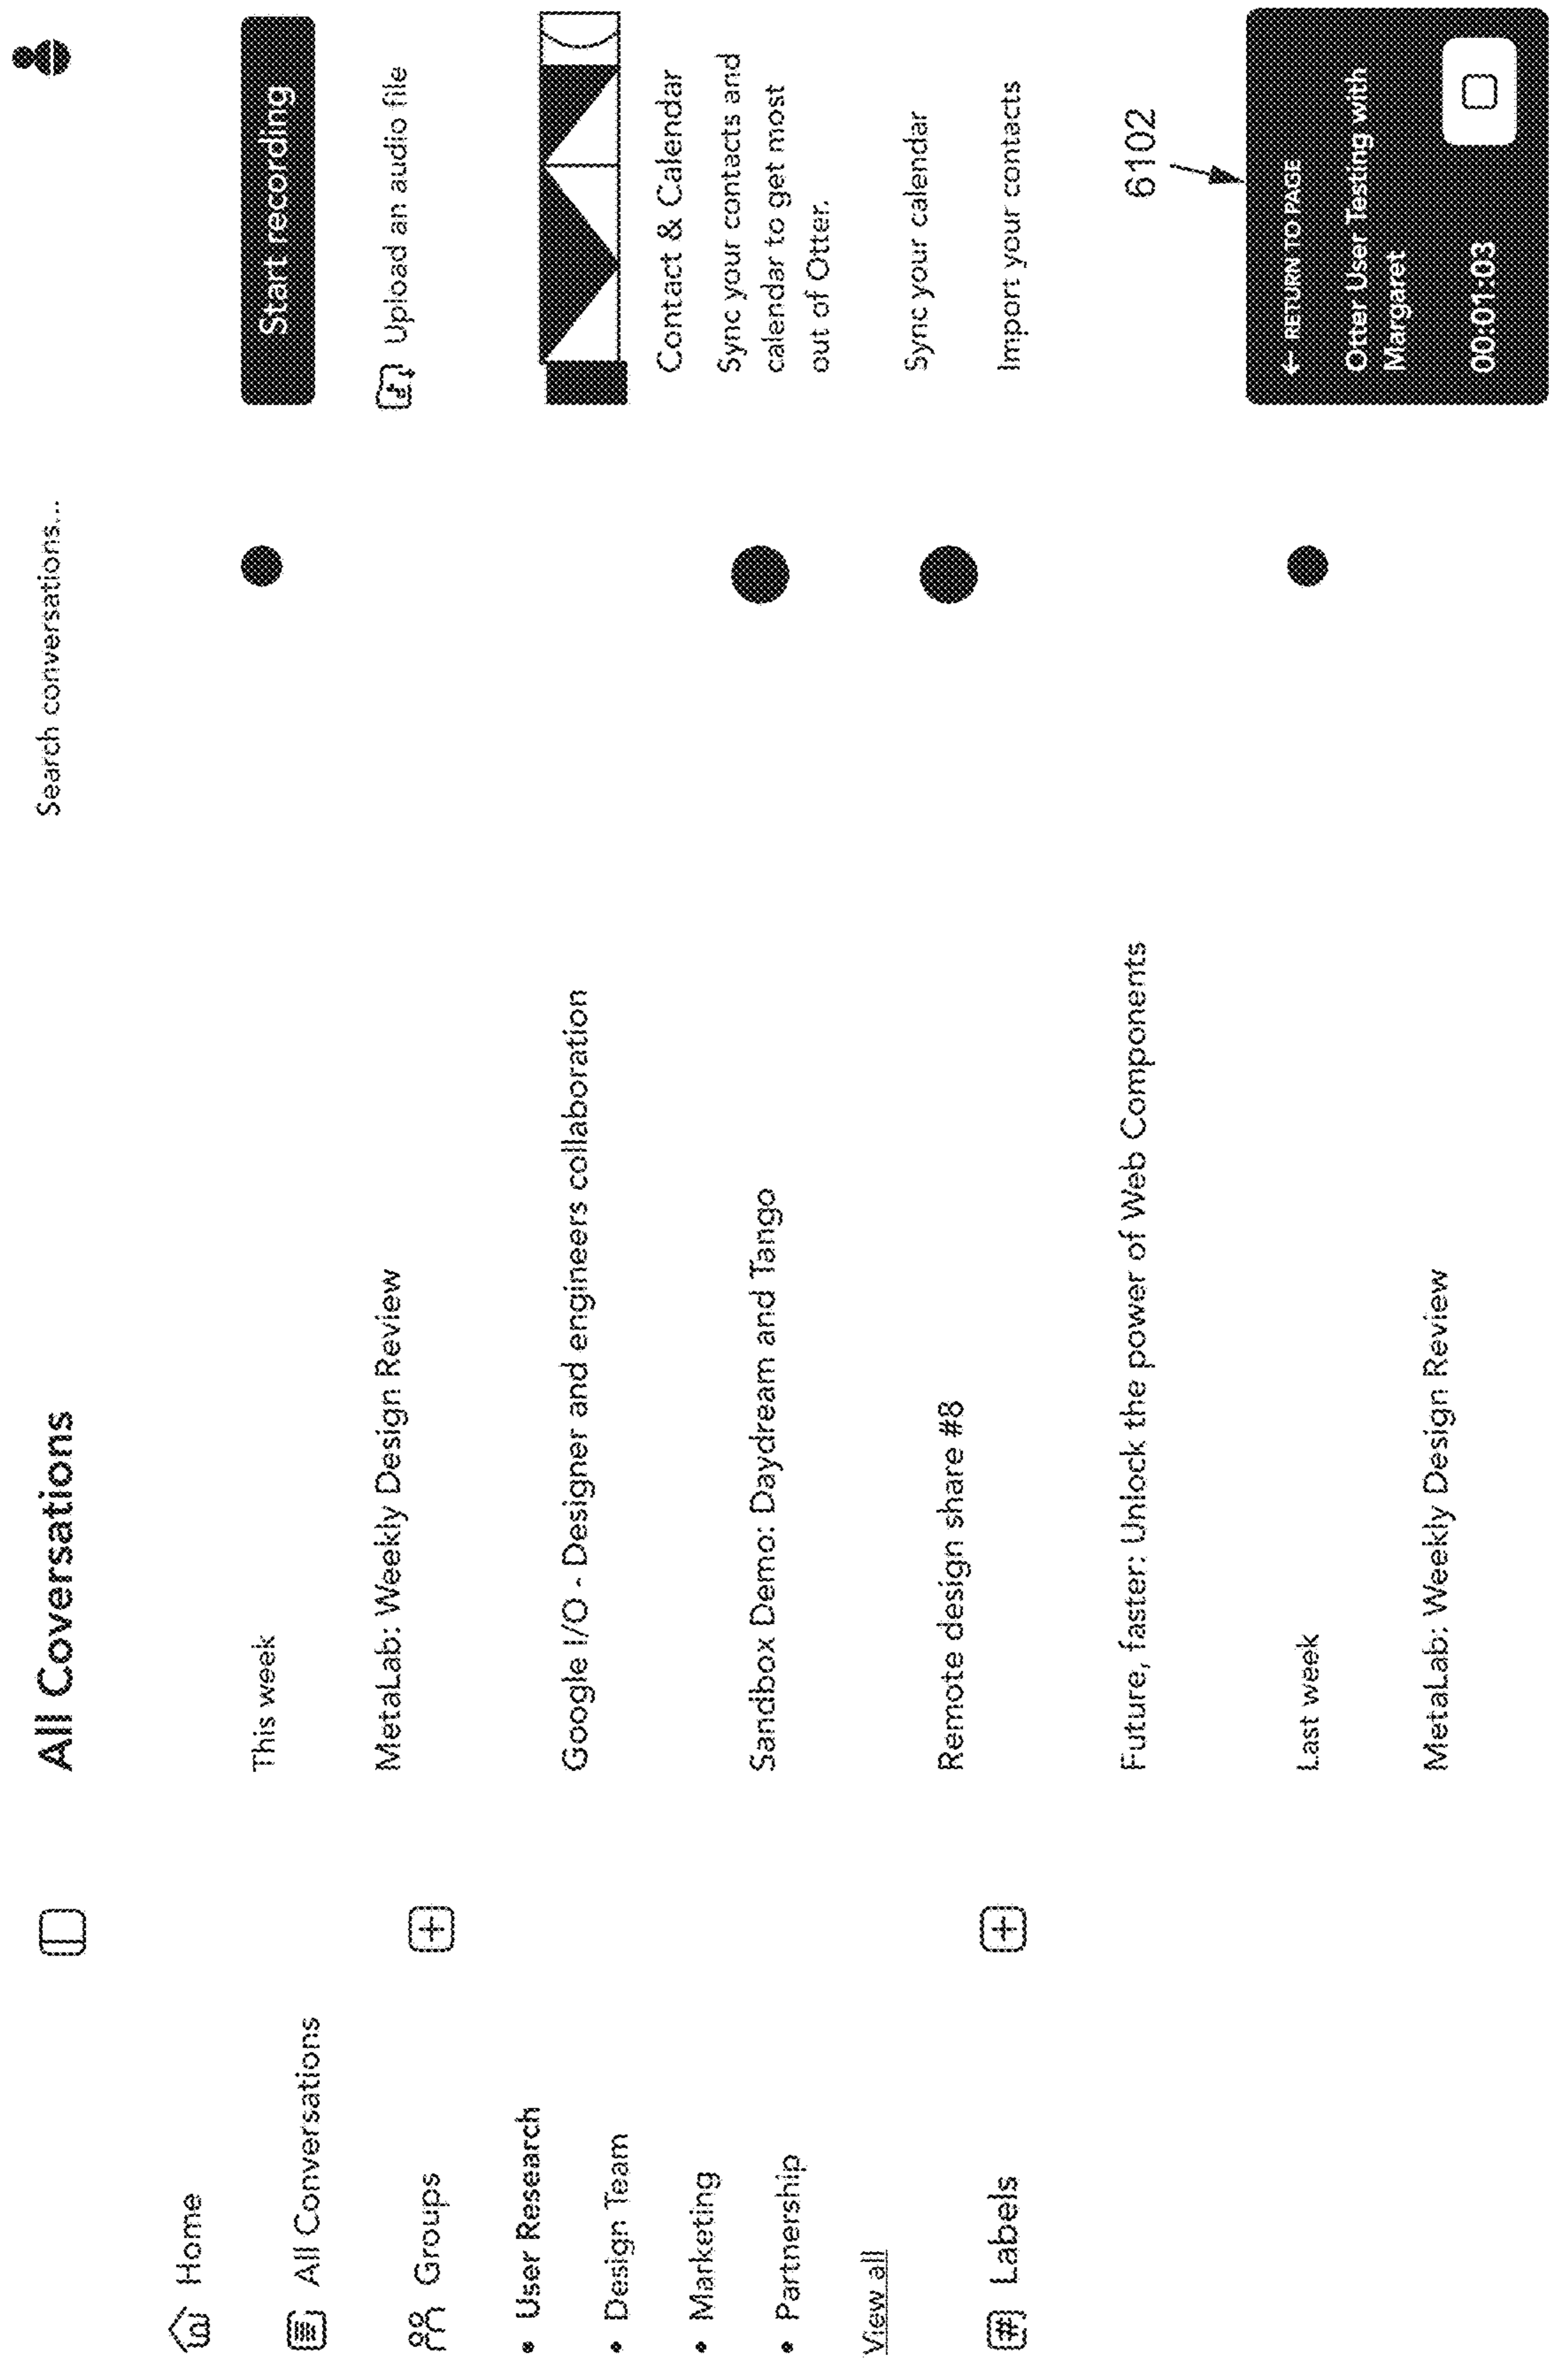 All Coversations
Search conversations...
Home
All Conversations
Groups
User Research
Design Team
Marketing
Partnership
View all
Labels
This week
MetaLab: Weekly Design Review
Google I/O - Designer and engineers collaboration
Sandbox Demo: Daydream and Tango
Remote design share #8
Future, faster: Unlock the power of Web Components
Last week
MetaLab: Weekly Design Review
Start recording
Upload an audio file
Contact & Calendar
Sync your contacts and
calendar to get most
out of Otter.
Sync your calendar
Import your contacts
6102
← RETURN TO PAGE
Otter User Testing with
Margaret
00:01:03